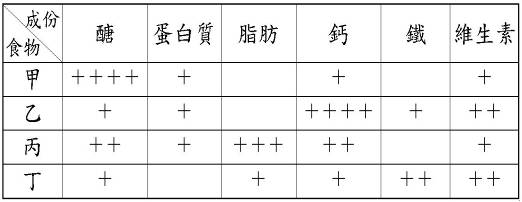 成份 食物 醣 蛋白質 脂肪 鈣 鐵 維生素
甲 ++++ + + +
乙 + + ++++ + ++
丙 ++ + +++ ++ +
丁 + + + ++ ++